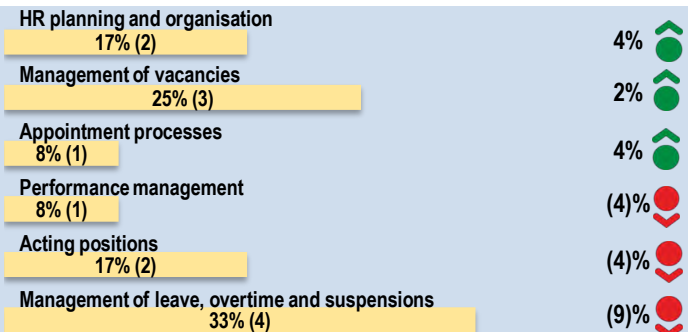 HR planning and organisation
17% (2)
4%
Management of vacancies
25% (3)
2%
Appointment processes
8% (1)
4%
Performance management
8% (1)
(4)%
Acting positions
17% (2)
(4)%
Management of leave, overtime and suspensions
33% (4)
(9)%